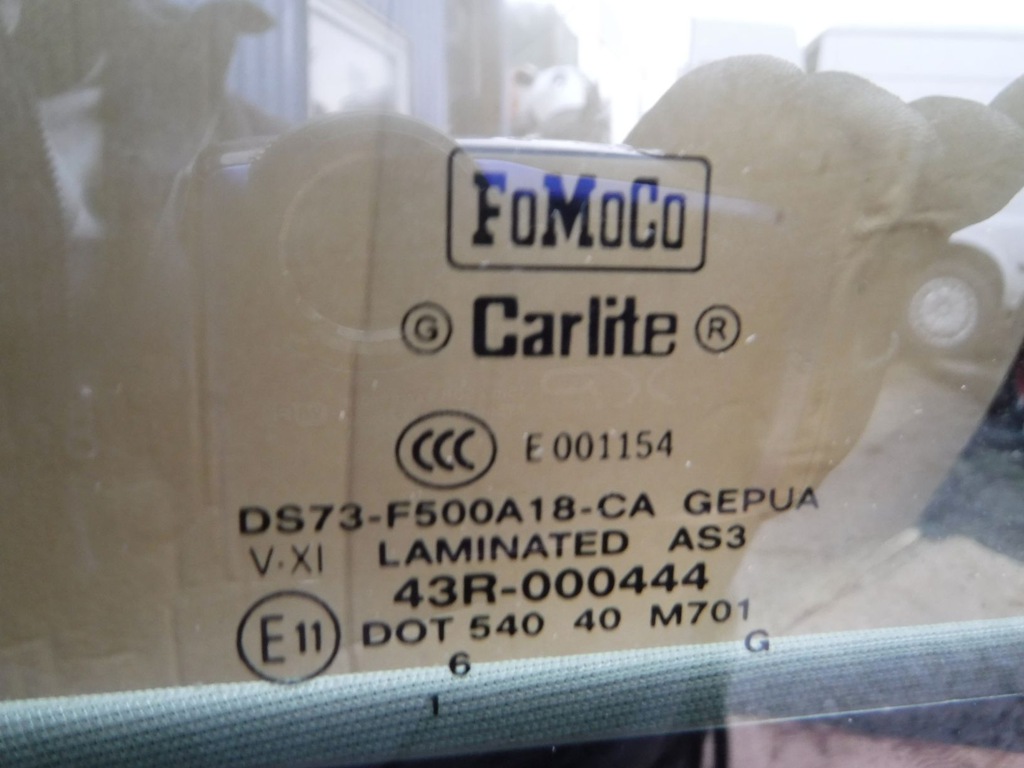 FoMoCo
G Carlite ®
CCC E 001154
DS73-F500A18-CA GEPUA
V·XI LAMINATED AS3
43R-000444
E11 DOT 540 40 M701
6 G
1